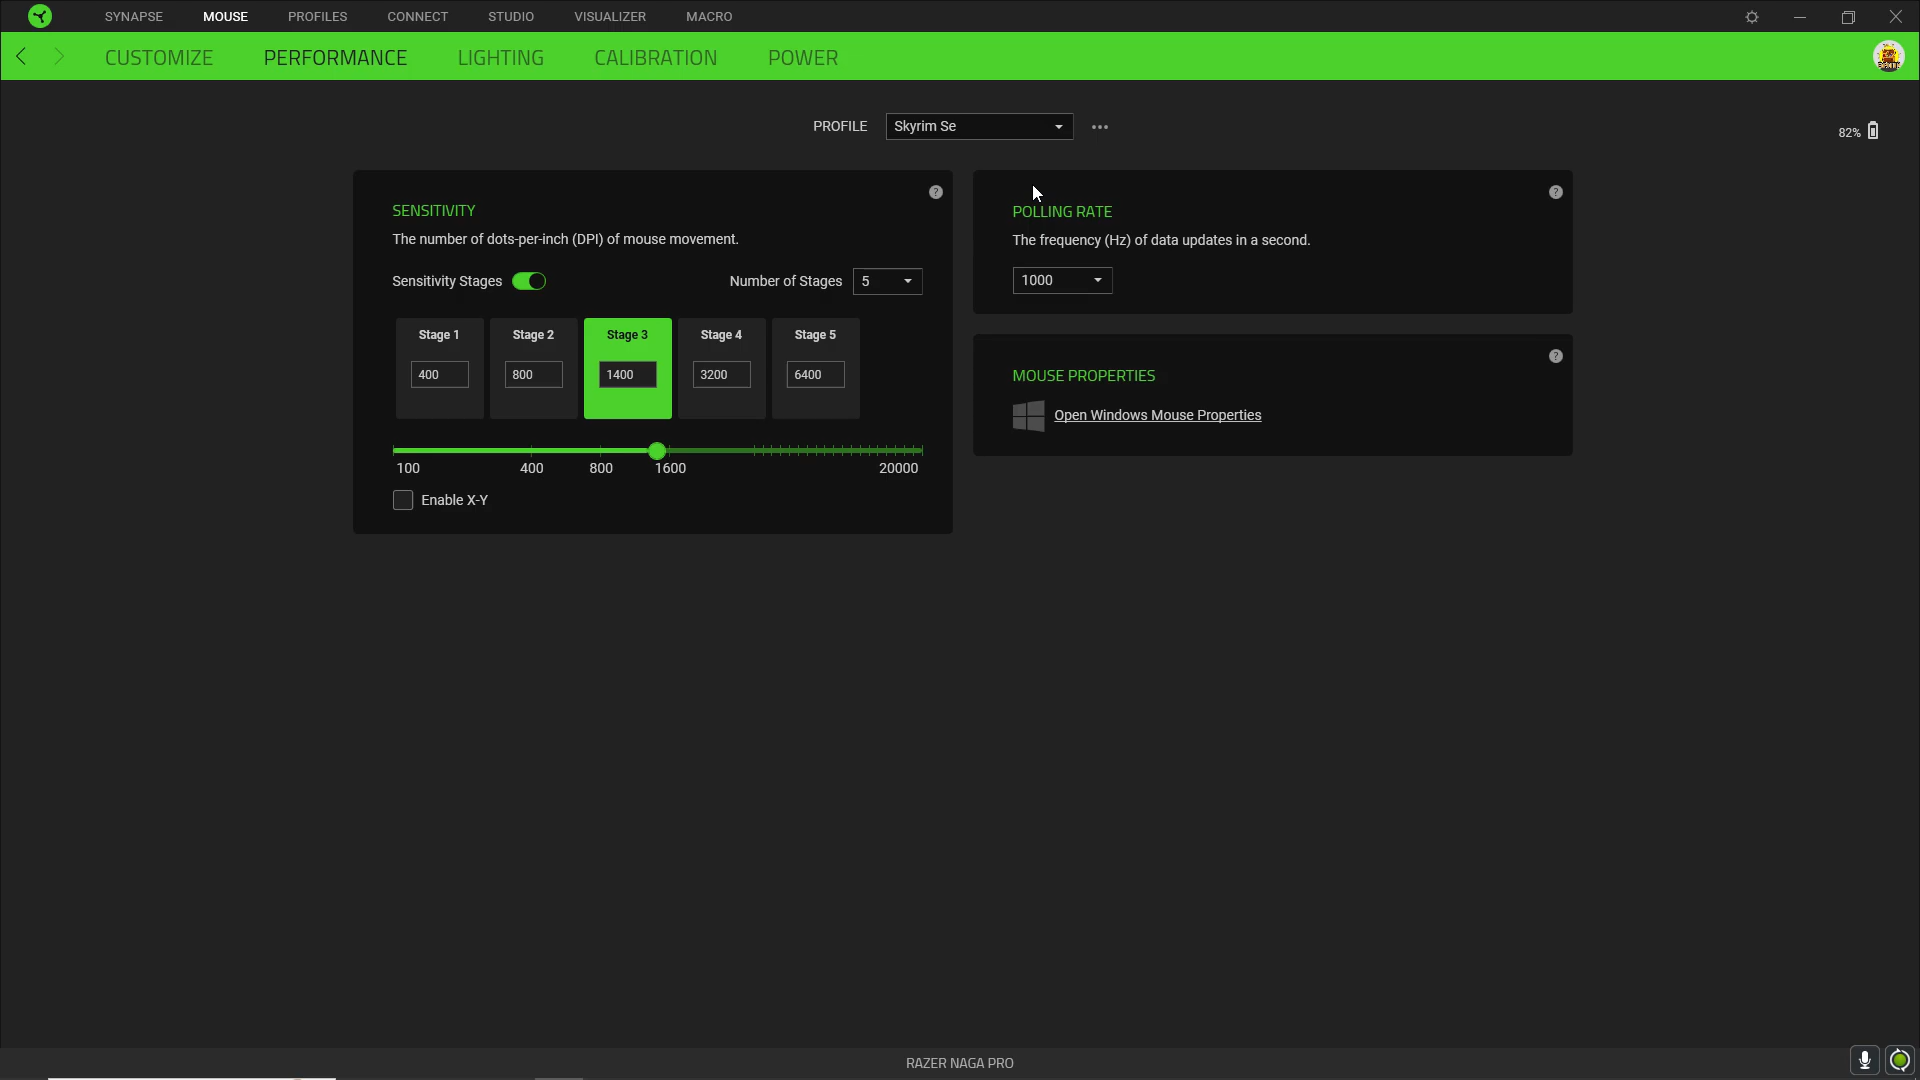 SYNAPSE MOUSE PROFILES CONNECT STUDIO VISUALIZER MACRO
CUSTOMIZE PERFORMANCE LIGHTING CALIBRATION POWER
PROFILE Skyrim Se
82%
SENSITIVITY
The number of dots-per-inch (DPI) of mouse movement.
Sensitivity Stages Number of Stages 5
Stage 1 Stage 2 Stage 3 Stage 4 Stage 5
400 800 1400 3200 6400
100 400 800 1600 20000
Enable X-Y
POLLING RATE
The frequency (Hz) of data updates in a second.
1000
MOUSE PROPERTIES
Open Windows Mouse Properties
RAZER NAGA PRO